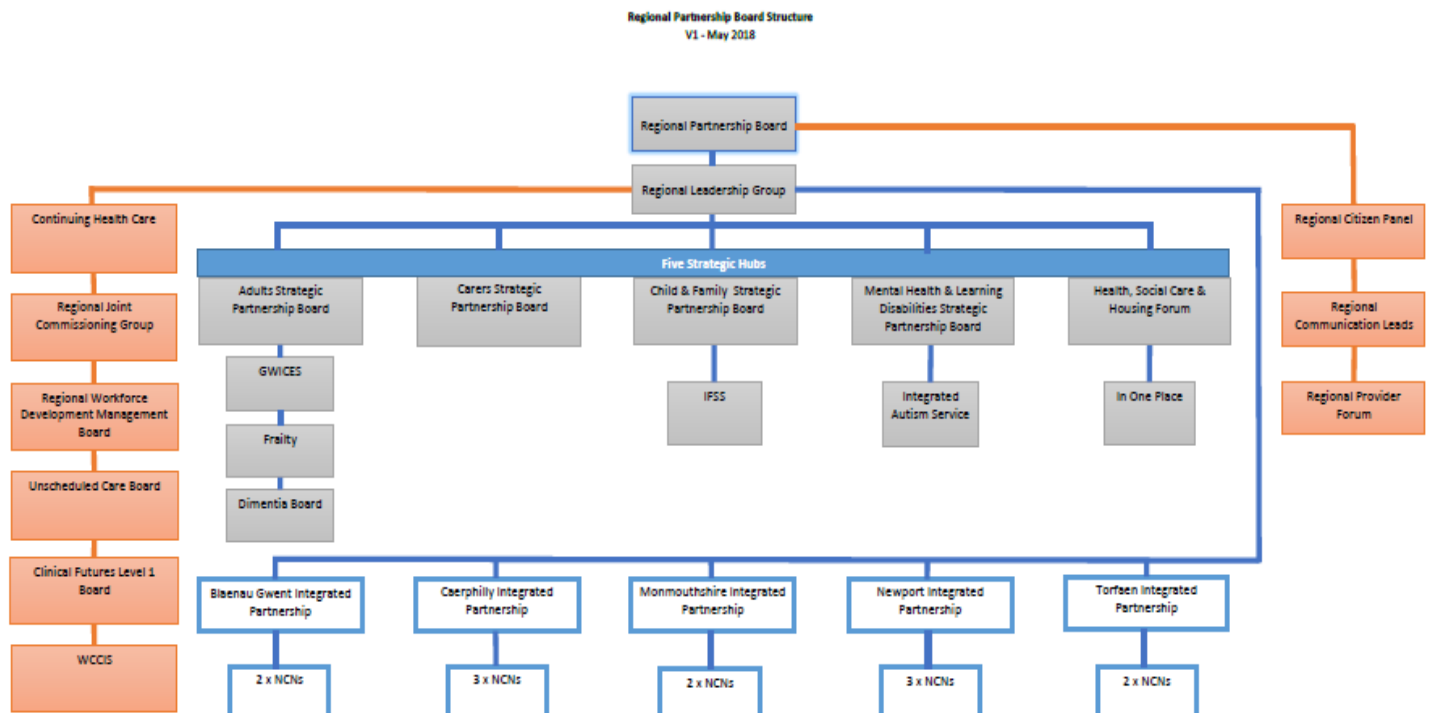 Regional Partnership Board Structure
V1 - May 2018
Regional Partnership Board
Regional Leadership Group
Continuing Health Care
Regional Joint
Commissioning Group
Regional Workforce
Development Management
Board
Unscheduled Care Board
Clinical Futures Level 1
Board
WCCIS
Five Strategic Hubs
Adults Strategic
Partnership Board
GWICES
Frailty
Dimentia Board
Carers Strategic
Partnership Board
Child & Family Strategic
Partnership Board
IFSS
Mental Health & Learning
Disabilities Strategic
Partnership Board
Integrated
Autism Service
Health, Social Care &
Housing Forum
In One Place
Regional Citizen Panel
Regional
Communication Leads
Regional Provider
Forum
Blaenau Gwent Integrated
Partnership
2 x NCNs
Caerphilly Integrated
Partnership
3 x NCNs
Monmouthshire Integrated
Partnership
2 x NCNs
Newport Integrated
Partnership
3 x NCNs
Torfaen Integrated
Partnership
2 x NCNs